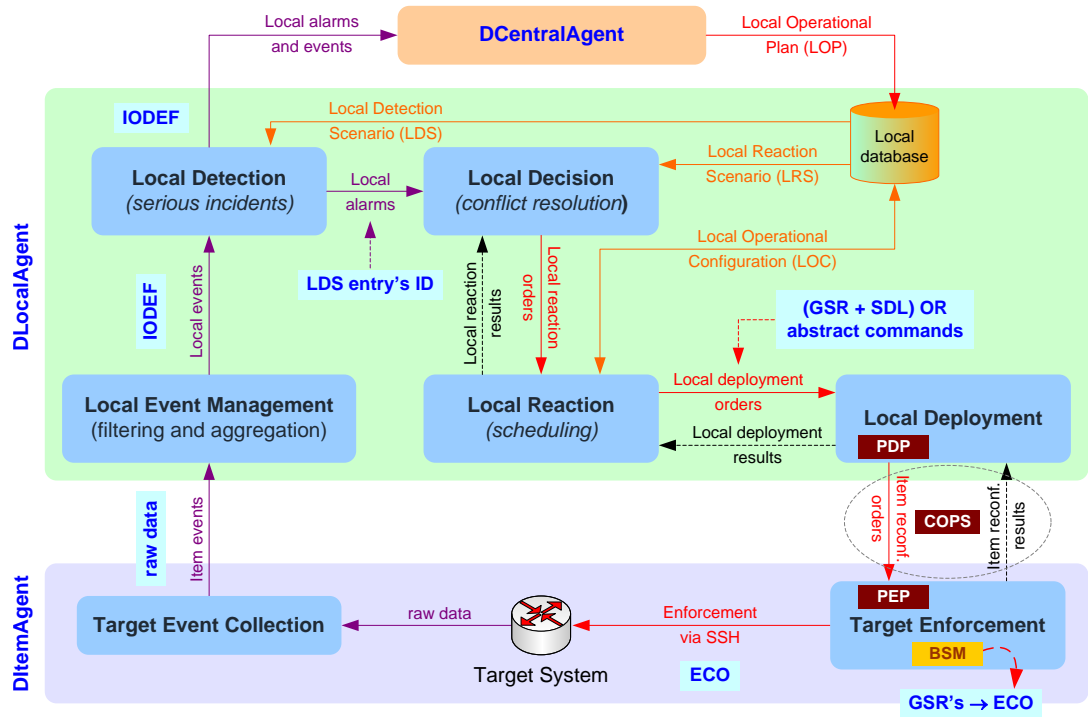 Local alarms
and events
DCentralAgent
Local Operational
Plan (LOP)
IODEF
Local Detection
Scenario (LDS)
Local
database
Local Detection
(serious incidents)
Local
alarms
Local Decision
(conflict resolution)
Local Reaction
Scenario (LRS)
Local Operational
Configuration (LOC)
LDS entry's ID
DLocalAgent
IODEF
Local events
Local reaction
results
Local reaction
orders
(GSR + SDL) OR
abstract commands
Local Event Management
(filtering and aggregation)
Local Reaction
(scheduling)
Local deployment
orders
Local deployment
results
Local Deployment
PDP
raw data
Item events
Item reconf.
orders
COPS
Item reconf.
results
DItemAgent
Target Event Collection
raw data
Target System
Enforcement
via SSH
ECO
PEP
Target Enforcement
BSM
GSR's → ECO